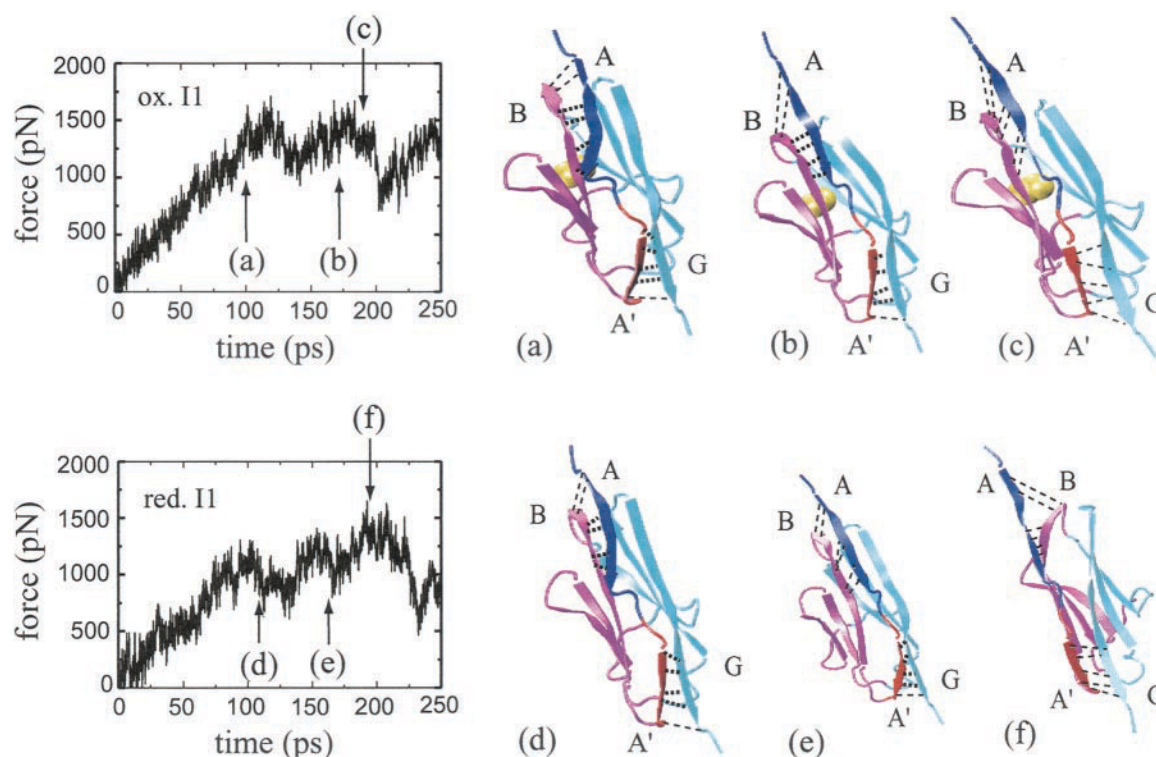 (c)
2000
1500
1000
500
0
force (pN)
ox. I1
(a)
(b)
0 50 100 150 200 250
time (ps)
A
B
G
A'
(a)
A
B
G
A'
(b)
A
B
A'
(c)
(f)
2000
1500
1000
500
0
force (pN)
red. I1
(d)
(e)
0 50 100 150 200 250
time (ps)
A
B
G
A'
(d)
A
B
G
A'
(e)
A
B
A'
(f)